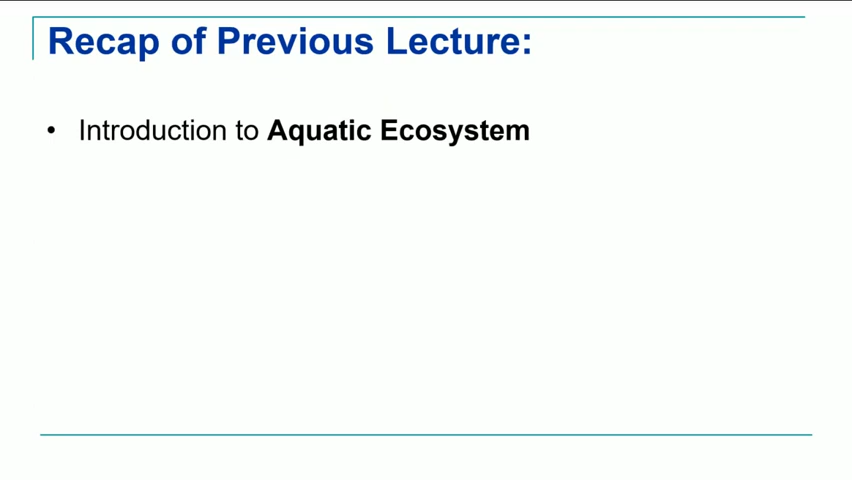 Recap of Previous Lecture:
• Introduction to Aquatic Ecosystem